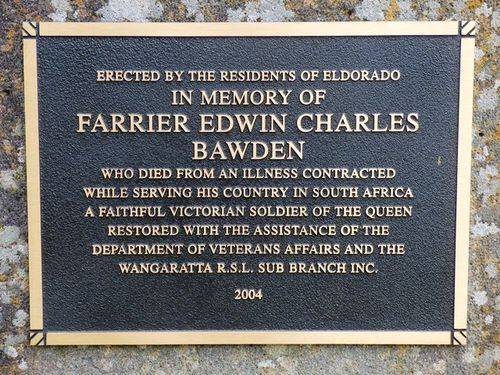 ERECTED BY THE RESIDENTS OF ELDORADO
IN MEMORY OF
FARRIER EDWIN CHARLES
BAWDEN
WHO DIED FROM AN ILLNESS CONTRACTED
WHILE SERVING HIS COUNTRY IN SOUTH AFRICA
A FAITHFUL VICTORIAN SOLDIER OF THE QUEEN
RESTORED WITH THE ASSISTANCE OF THE
DEPARTMENT OF VETERANS AFFAIRS AND THE
WANGARATTA R.S.L. SUB BRANCH INC.
2004